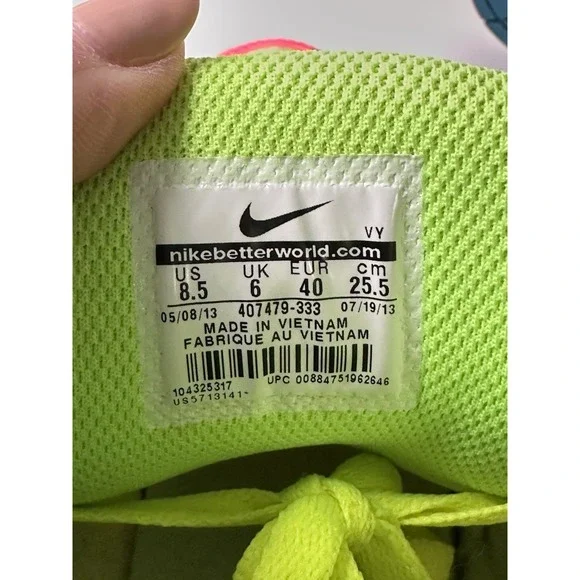 VY
nikebetterworld.com
US UK EUR cm
8.5 6 40 25.5
05/08/13 407479-333 07/19/13
MADE IN VIETNAM
FABRIQUE AU VIETNAM
104325317 UPC 00884751962646
US5713141-